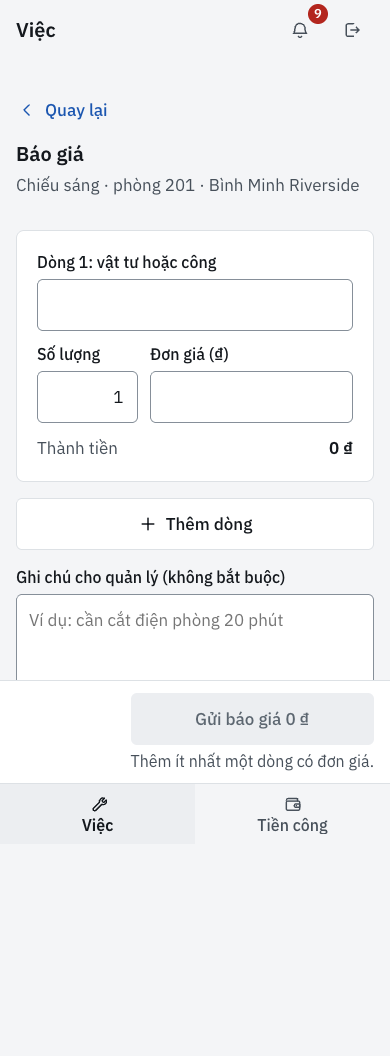 Việc
9
Quay lại
Báo giá
Chiếu sáng · phòng 201 · Bình Minh Riverside
Dòng 1: vật tư hoặc công
Số lượng
Đơn giá (₫)
1
Thành tiền
0 ₫
Thêm dòng
Ghi chú cho quản lý (không bắt buộc)
Ví dụ: cần cắt điện phòng 20 phút
Gửi báo giá 0 ₫
Thêm ít nhất một dòng có đơn giá.
Việc
Tiền công